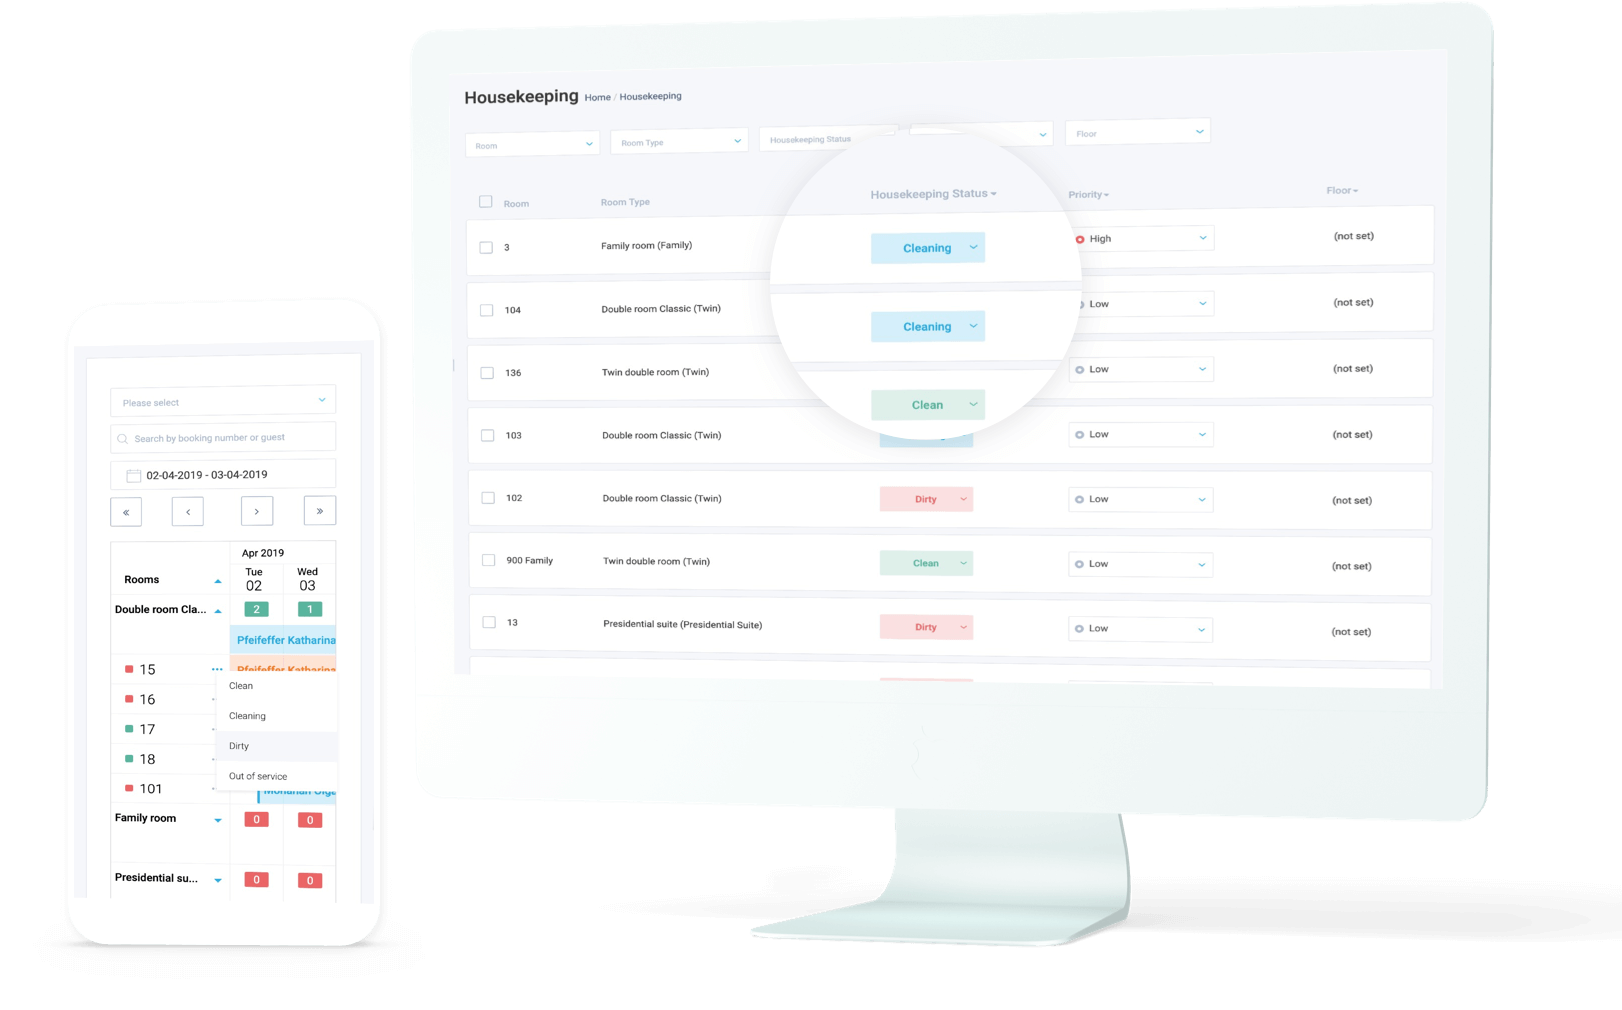 Housekeeping Home / Housekeeping
Room Room Type Housekeeping Status Floor
Room Room Type Housekeeping Status Priority Floor
3 Family room (Family) Cleaning High (not set)
104 Double room Classic (Twin) Cleaning Low (not set)
136 Twin double room (Twin) Clean Low (not set)
103 Double room Classic (Twin) Low (not set)
102 Double room Classic (Twin) Dirty Low (not set)
900 Family Twin double room (Twin) Clean Low (not set)
13 Presidential suite (Presidential Suite) Dirty Low (not set)
Please select
Search by booking number or guest
02-04-2019 - 03-04-2019
« ‹ › »
Apr 2019
Rooms Tue 02 Wed 03
Double room Cla... 2 1
Pfeifeffer Katharina
15 ... Pfeifeffer Katharina
Clean
16
Cleaning
17
Dirty
18
Out of service
101
Family room 0 0
Presidential su... 0 0